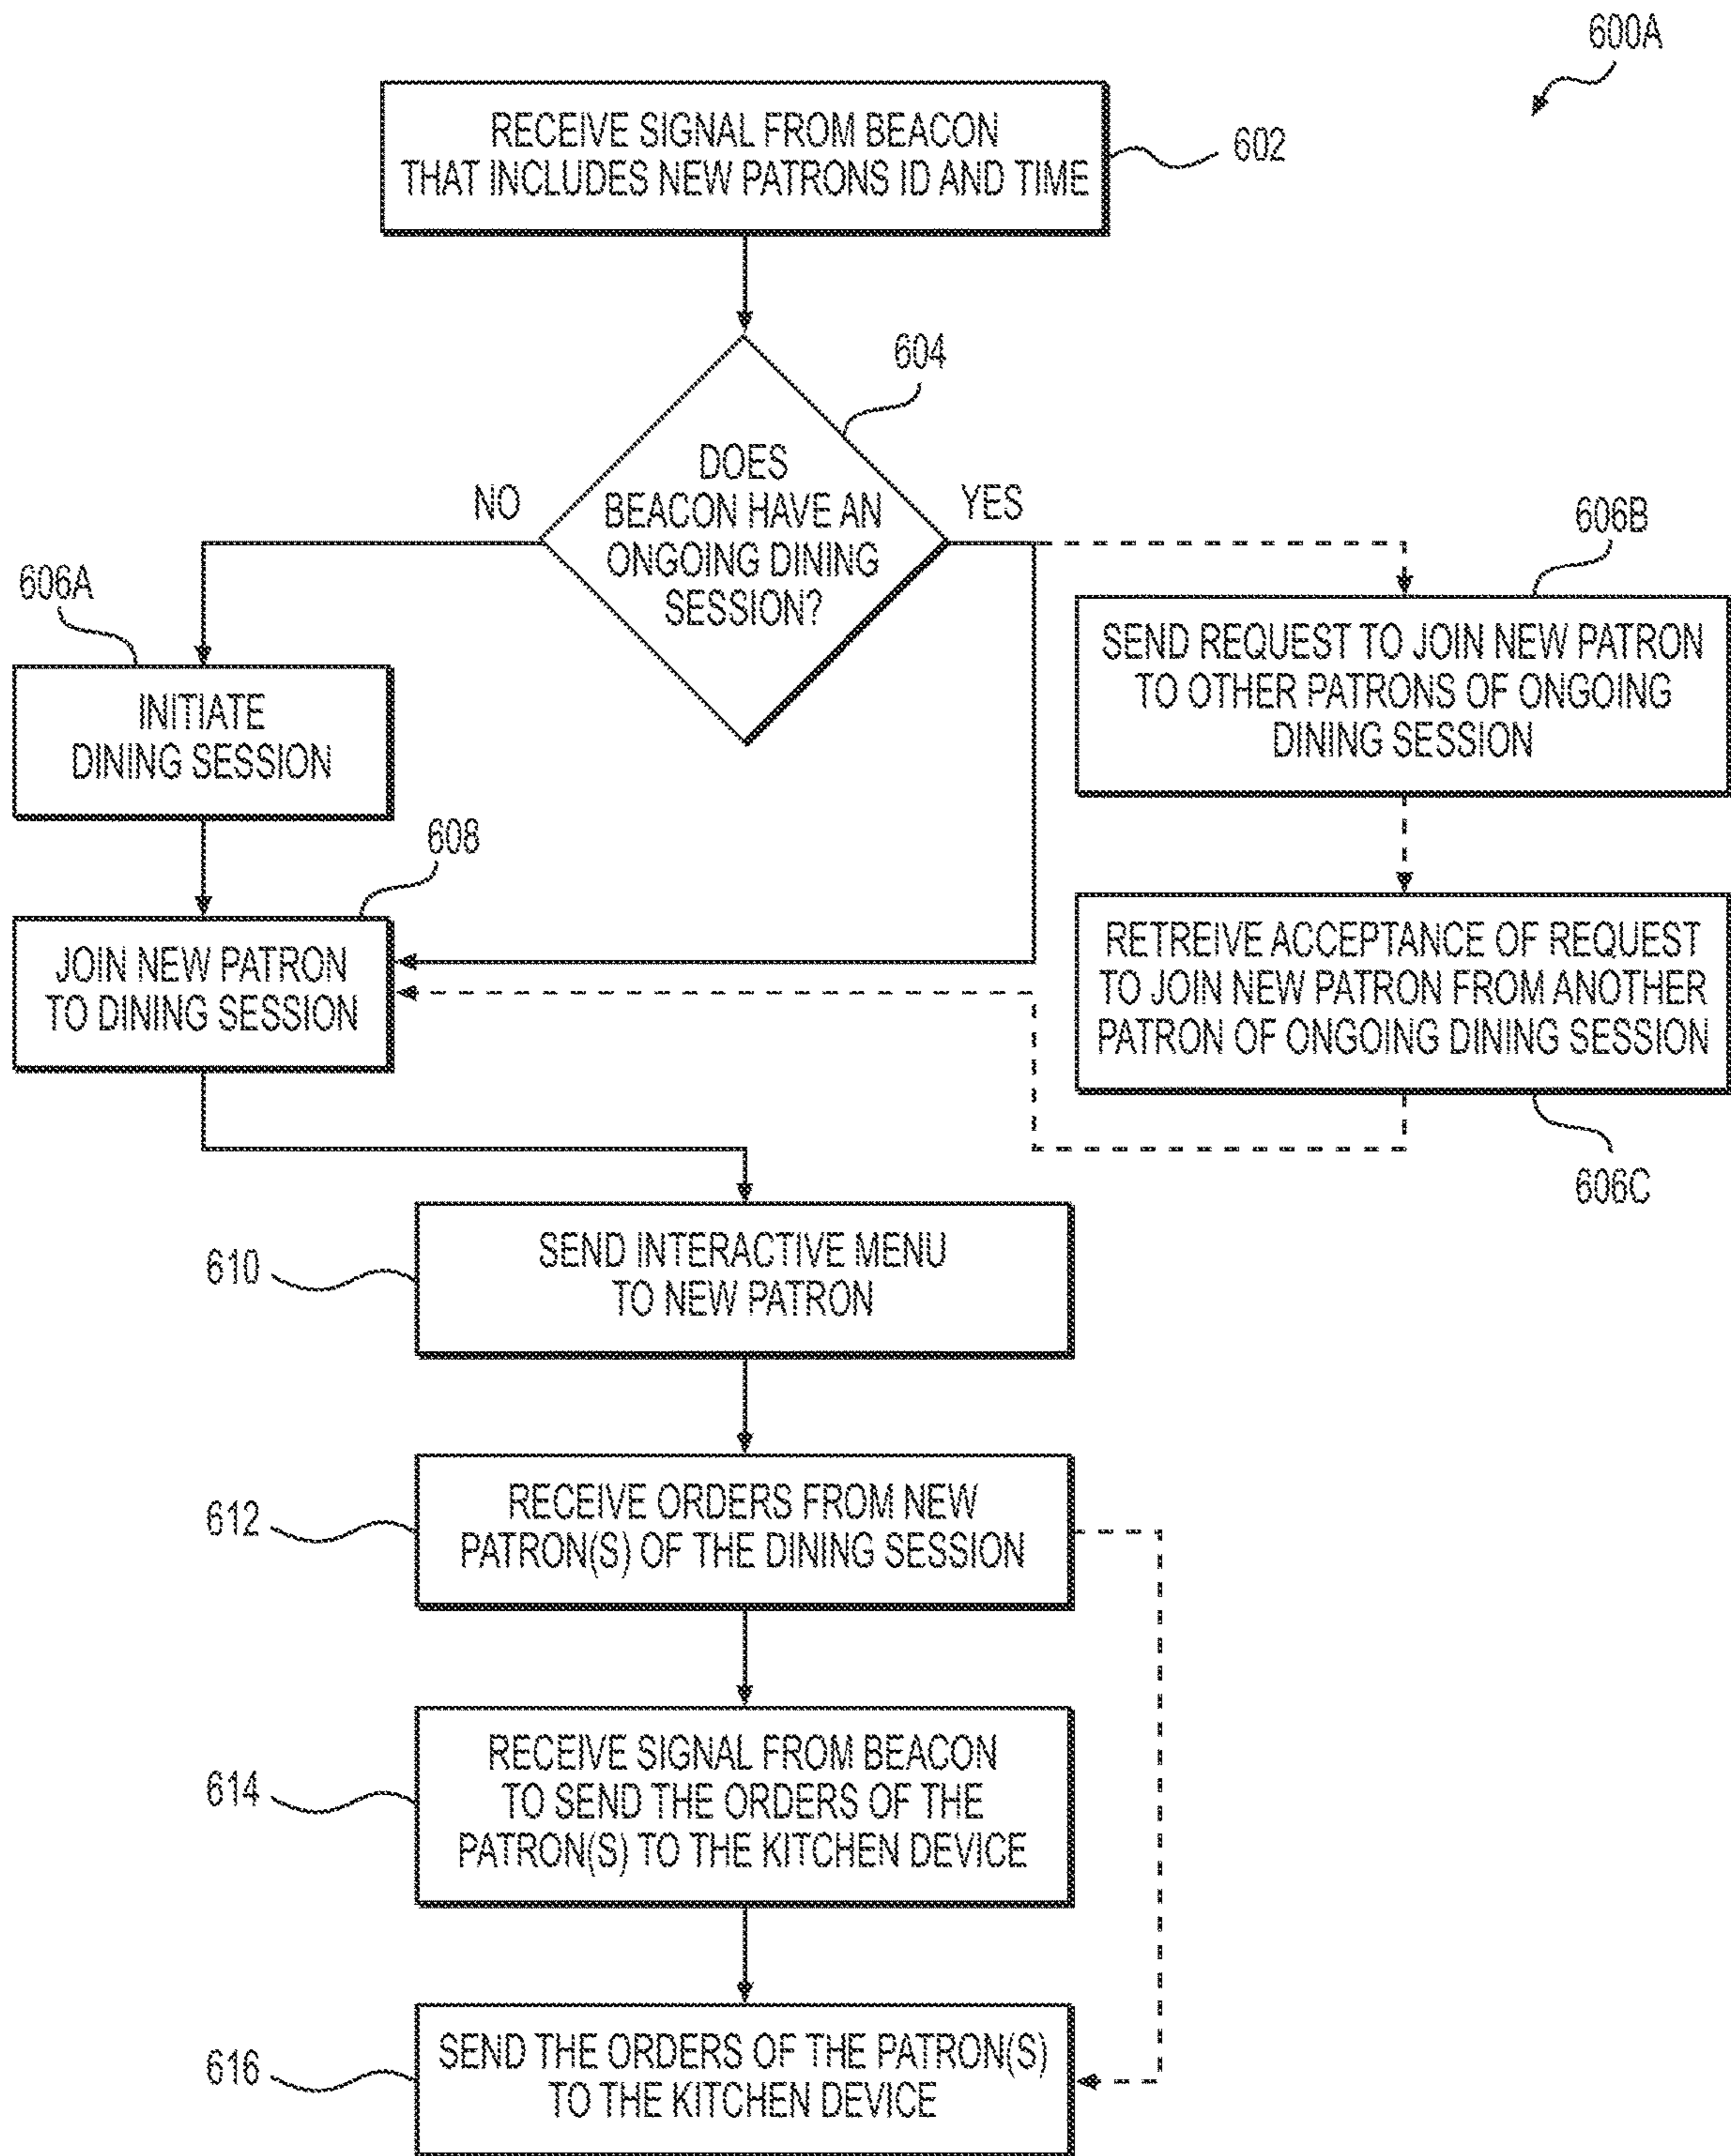 600A
RECEIVE SIGNAL FROM BEACON
THAT INCLUDES NEW PATRONS ID AND TIME
602
604
DOES
BEACON HAVE AN
ONGOING DINING
SESSION?
NO
YES
606A
INITIATE
DINING SESSION
606B
SEND REQUEST TO JOIN NEW PATRON
TO OTHER PATRONS OF ONGOING
DINING SESSION
608
JOIN NEW PATRON
TO DINING SESSION
RETREIVE ACCEPTANCE OF REQUEST
TO JOIN NEW PATRON FROM ANOTHER
PATRON OF ONGOING DINING SESSION
606C
610
SEND INTERACTIVE MENU
TO NEW PATRON
612
RECEIVE ORDERS FROM NEW
PATRON(S) OF THE DINING SESSION
614
RECEIVE SIGNAL FROM BEACON
TO SEND THE ORDERS OF THE
PATRON(S) TO THE KITCHEN DEVICE
616
SEND THE ORDERS OF THE PATRON(S)
TO THE KITCHEN DEVICE